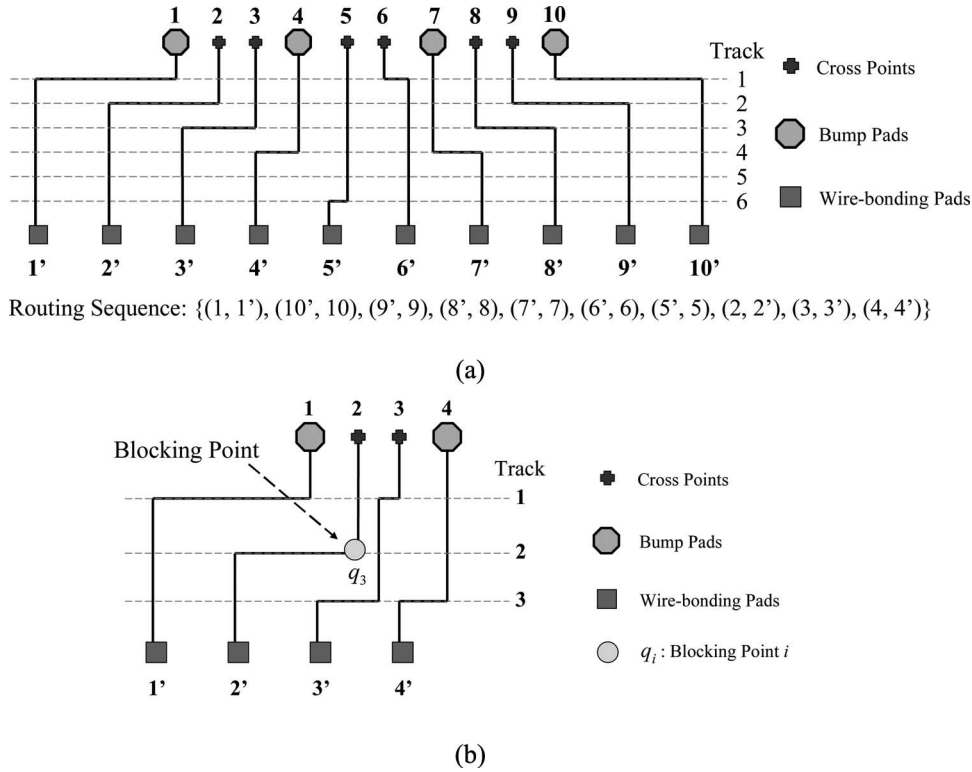 1 2 3 4 5 6 7 8 9 10
Track
1
Cross Points
2
3
Bump Pads
4
5
6
Wire-bonding Pads
1’ 2’ 3’ 4’ 5’ 6’ 7’ 8’ 9’ 10’
Routing Sequence: {(1, 1’), (10’, 10), (9’, 9), (8’, 8), (7’, 7), (6’, 6), (5’, 5), (2, 2’), (3, 3’), (4, 4’)}
(a)
1 2 3 4
Blocking Point
Track
Cross Points
1
Bump Pads
2
q3
3
Wire-bonding Pads
qi : Blocking Point i
1’ 2’ 3’ 4’
(b)